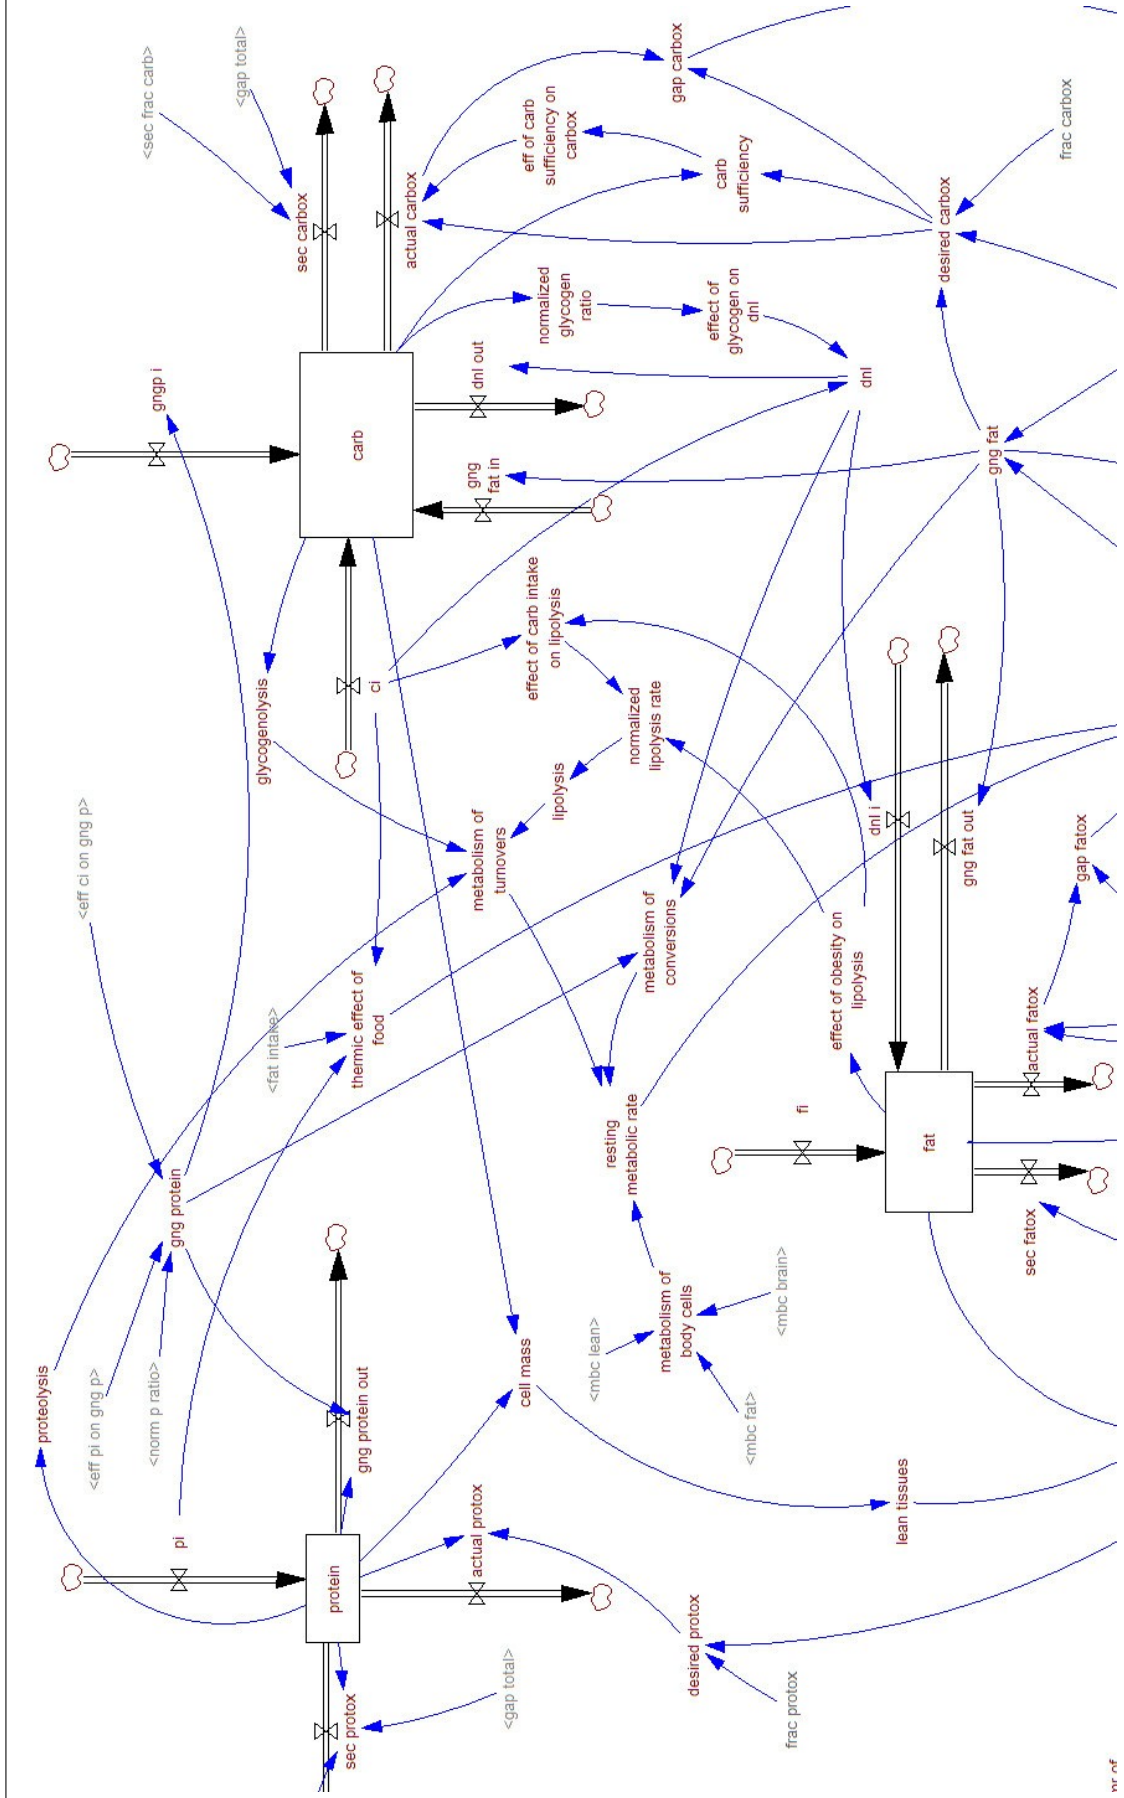 proteolysis
<eff pi on gng p>
<eff ci on gng p>
<norm p ratio>
gngp i
<sec frac carb>
pi
gng protein
<gap total>
glycogenolysis
<fat intake>
sec carbox
protein
sec protox
gng protein out
thermic effect of
food
ci
carb
actual carbox
actual protox
metabolism of
turnovers
gng
fat in
dnl out
<gap total>
cell mass
effect of carb intake
on lipolysis
normalized
glycogen
ratio
eff of carb
sufficiency on
carbox
lipolysis
<mbc lean>
resting
metabolic rate
normalized
lipolysis rate
metabolism of
body cells
metabolism of
conversions
gap carbox
desired protox
effect of
glycogen on
dnl
carb
sufficiency
<mbc fat>
<mbc brain>
frac protox
fi
effect of obesity on
lipolysis
dnl i
dnl
lean tissues
fat
gng fat out
desired carbox
gng fat
sec fatox
actual fatox
gap fatox
frac carbox